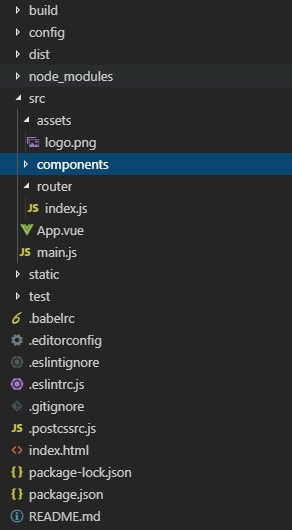 build
config
dist
node_modules
src
assets
logo.png
components
router
JS index.js
App.vue
JS main.js
static
test
.babelrc
.editorconfig
.eslintignore
.eslintrc.js
.gitignore
JS .postcssrc.js
<> index.html
{} package-lock.json
{} package.json
README.md